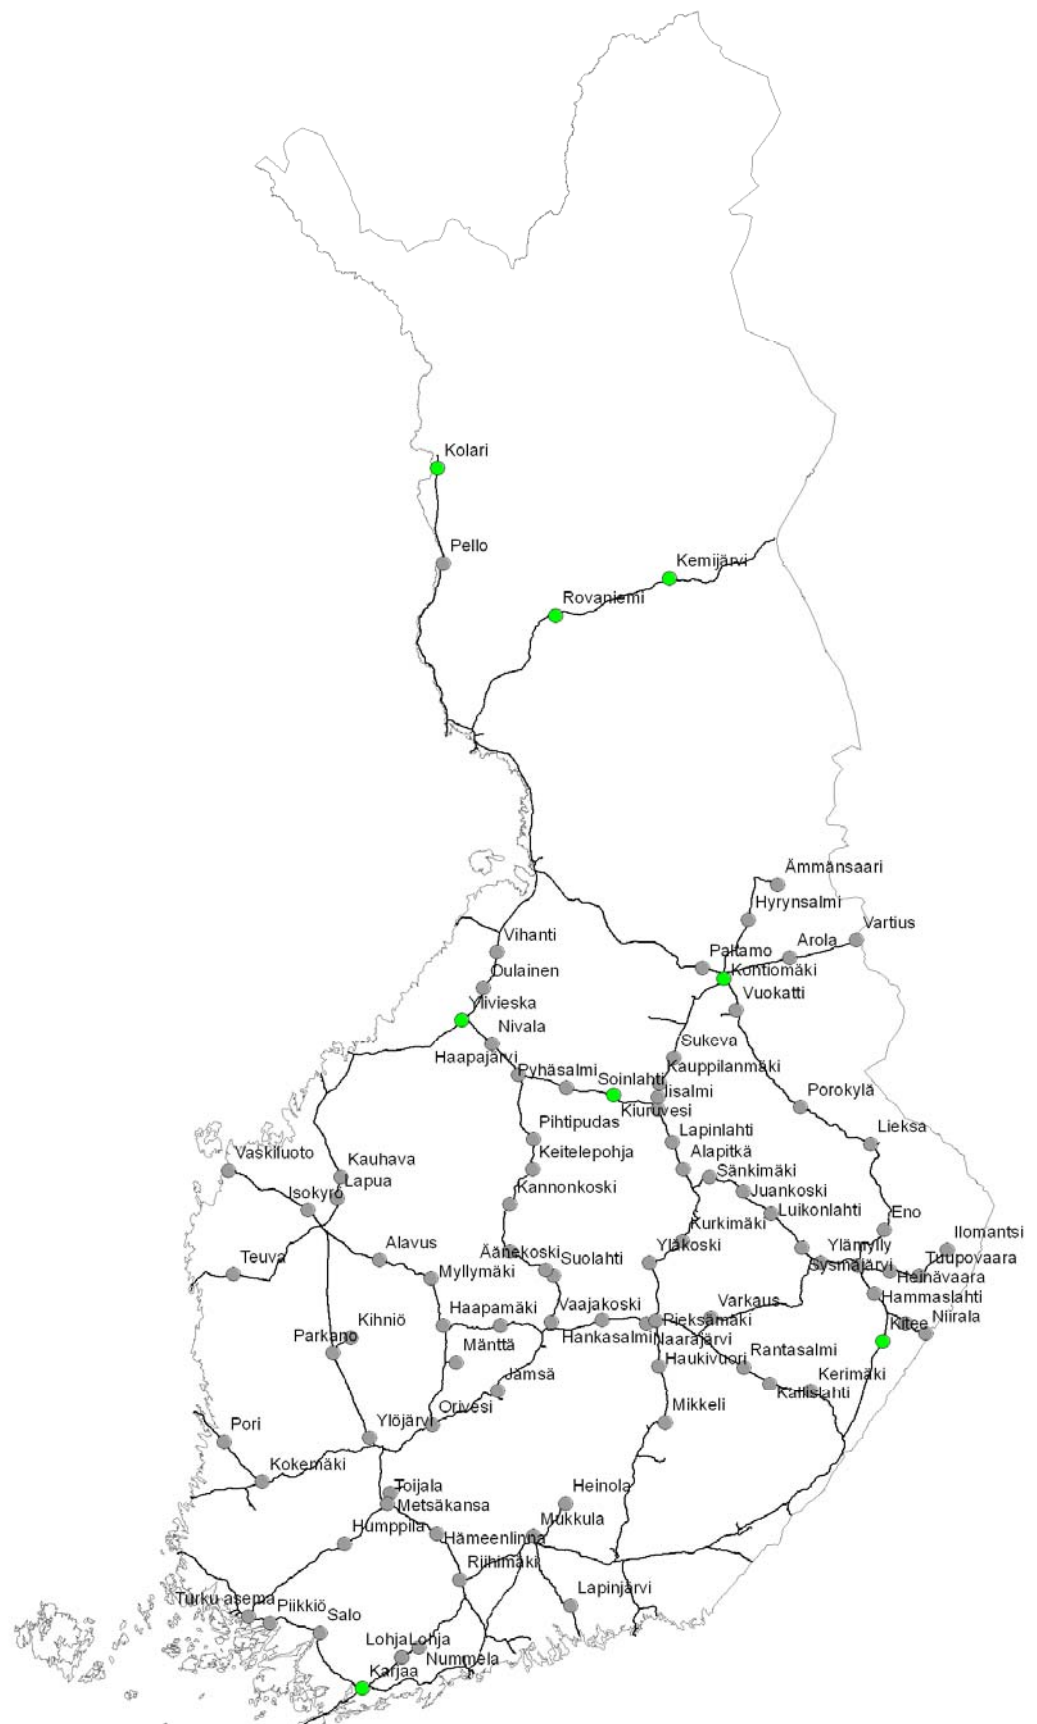 Kolari
Pello
Kemijärvi
Rovaniemi
Ämmänsaari
Hyrynsalmi
Vartius
Arola
Vihanti
Paltamo
Kontiomäki
Oulainen
Vuokatti
Ylivieska
Nivala
Sukeva
Haapajärvi
Kauppilanmäki
Pyhäsalmi
Soinlahti
Iisalmi
Porokylä
Kiuruvesi
Pihtipudas
Lapinlahti
Lieksa
Vaskiluoto
Keitelepohja
Kauhava
Alapitkä
Lapua
Sänkimäki
Isokyrö
Kannonkoski
Juankoski
Luikonlahti
Eno
Kurkimäki
Ilomantsi
Alavus
Yläkoski
Ylämylly
Teuva
Äänekoski
Suolahti
Tuupovaara
Sysmäjärvi
Myllymäki
Heinävaara
Hammaslahti
Varkaus
Vaajakoski
Haapamäki
Kihniö
Pieksämäki
Kitee
Niirala
Parkano
Hankasalmi
Naarajärvi
Mänttä
Rantasalmi
Haukivuori
Jämsä
Kerimäki
Kallislahti
Mikkeli
Orivesi
Pori
Ylöjärvi
Kokemäki
Toijala
Heinola
Metsäkansa
Mukkula
Humppila
Hämeenlinna
Riihimäki
Lapinjärvi
Turku asema
Piikkiö
Salo
Lohja
Lohja
Nummela
Karjaa